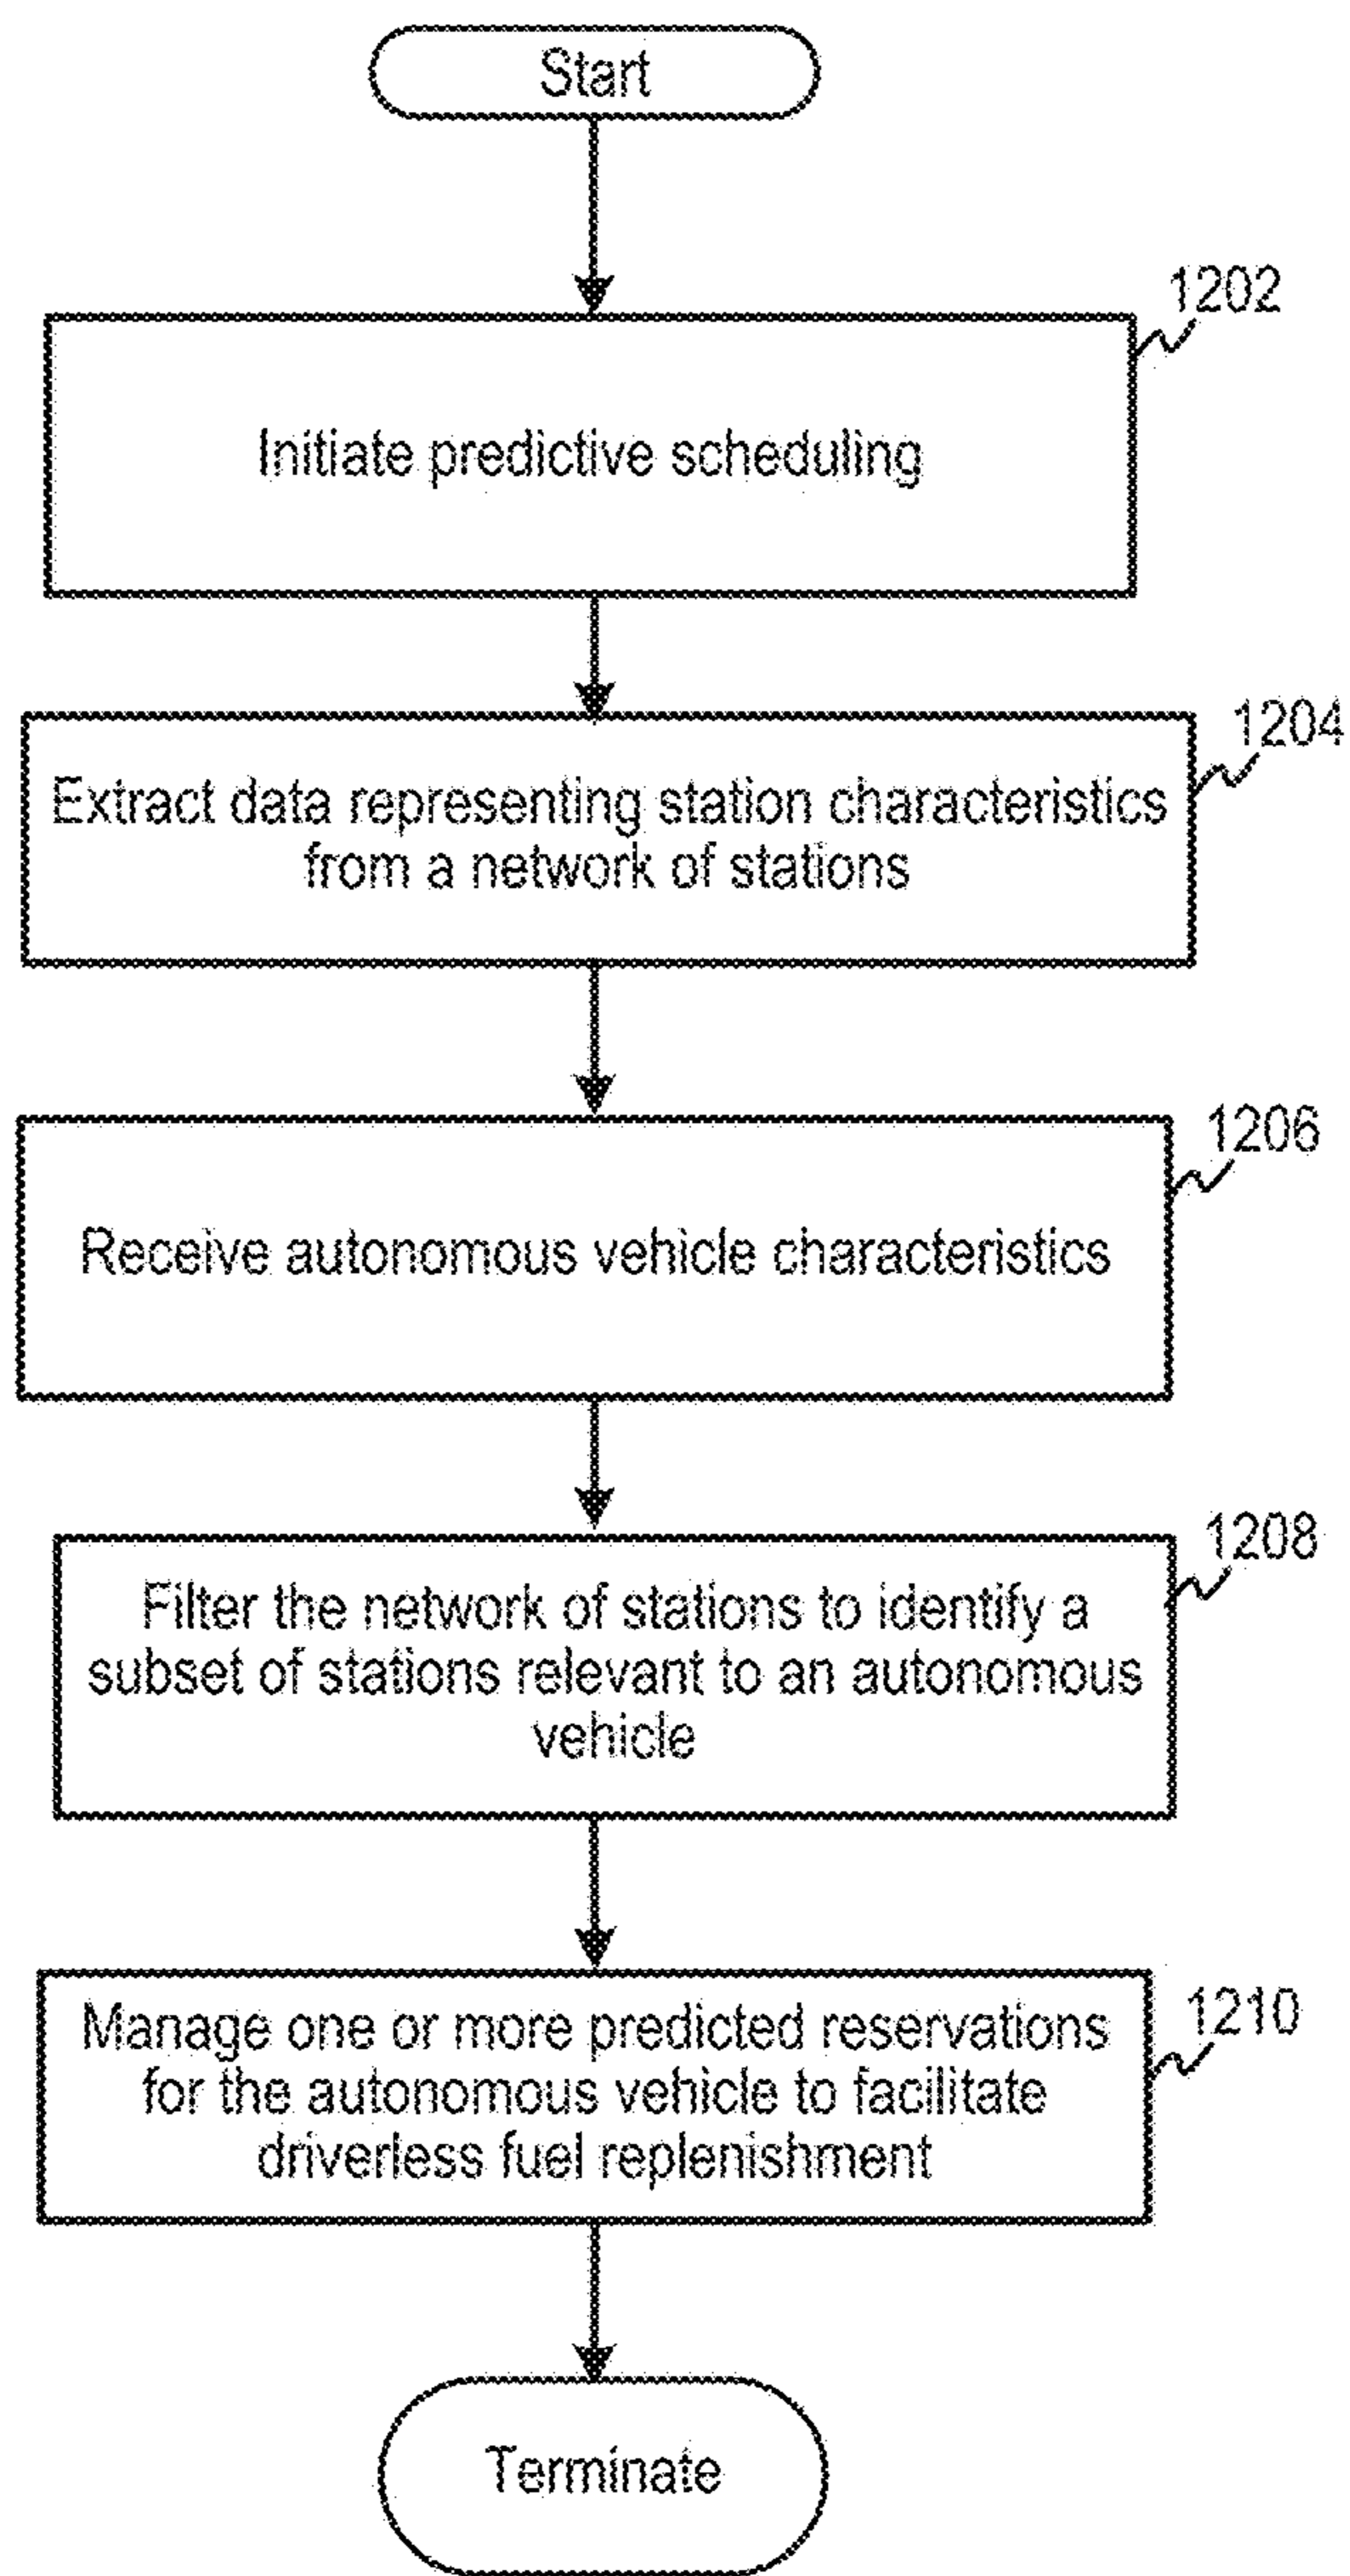 Start
1202
Initiate predictive scheduling
1204
Extract data representing station characteristics
from a network of stations
1206
Receive autonomous vehicle characteristics
1208
Filter the network of stations to identify a
subset of stations relevant to an autonomous
vehicle
1210
Manage one or more predicted reservations
for the autonomous vehicle to facilitate
driverless fuel replenishment
Terminate